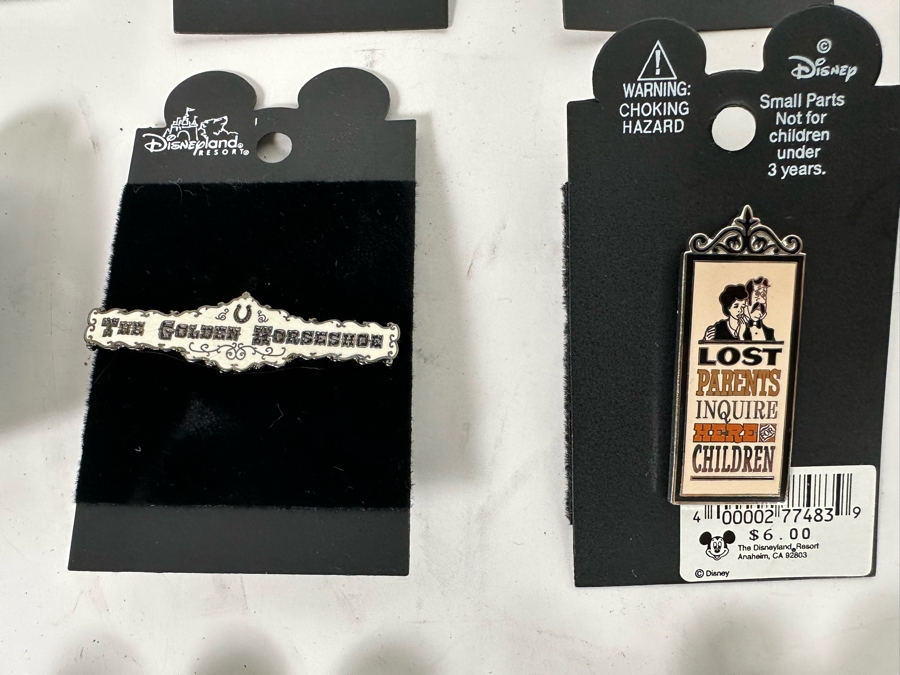 Disneyland®
RESORT®
THE GOLDEN HORSESHOE
WARNING:
CHOKING
HAZARD
©
Disney
Small Parts
Not for
children
under
3 years.
LOST
PARENTS
INQUIRE
HERE FOR
CHILDREN
4 00002 77483 9
$6.00
The Disneyland® Resort
Anaheim, CA 92803
© Disney